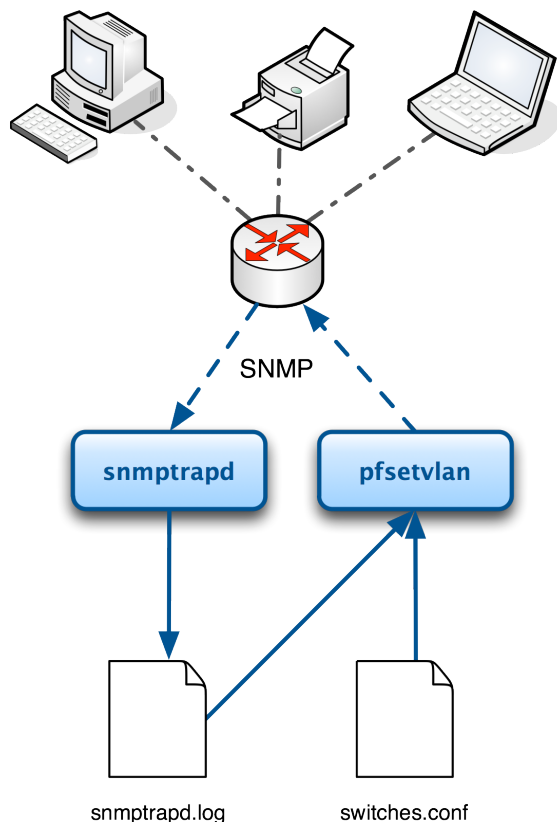 SNMP
snmptrapd
pfsetvlan
snmptrapd.log
switches.conf